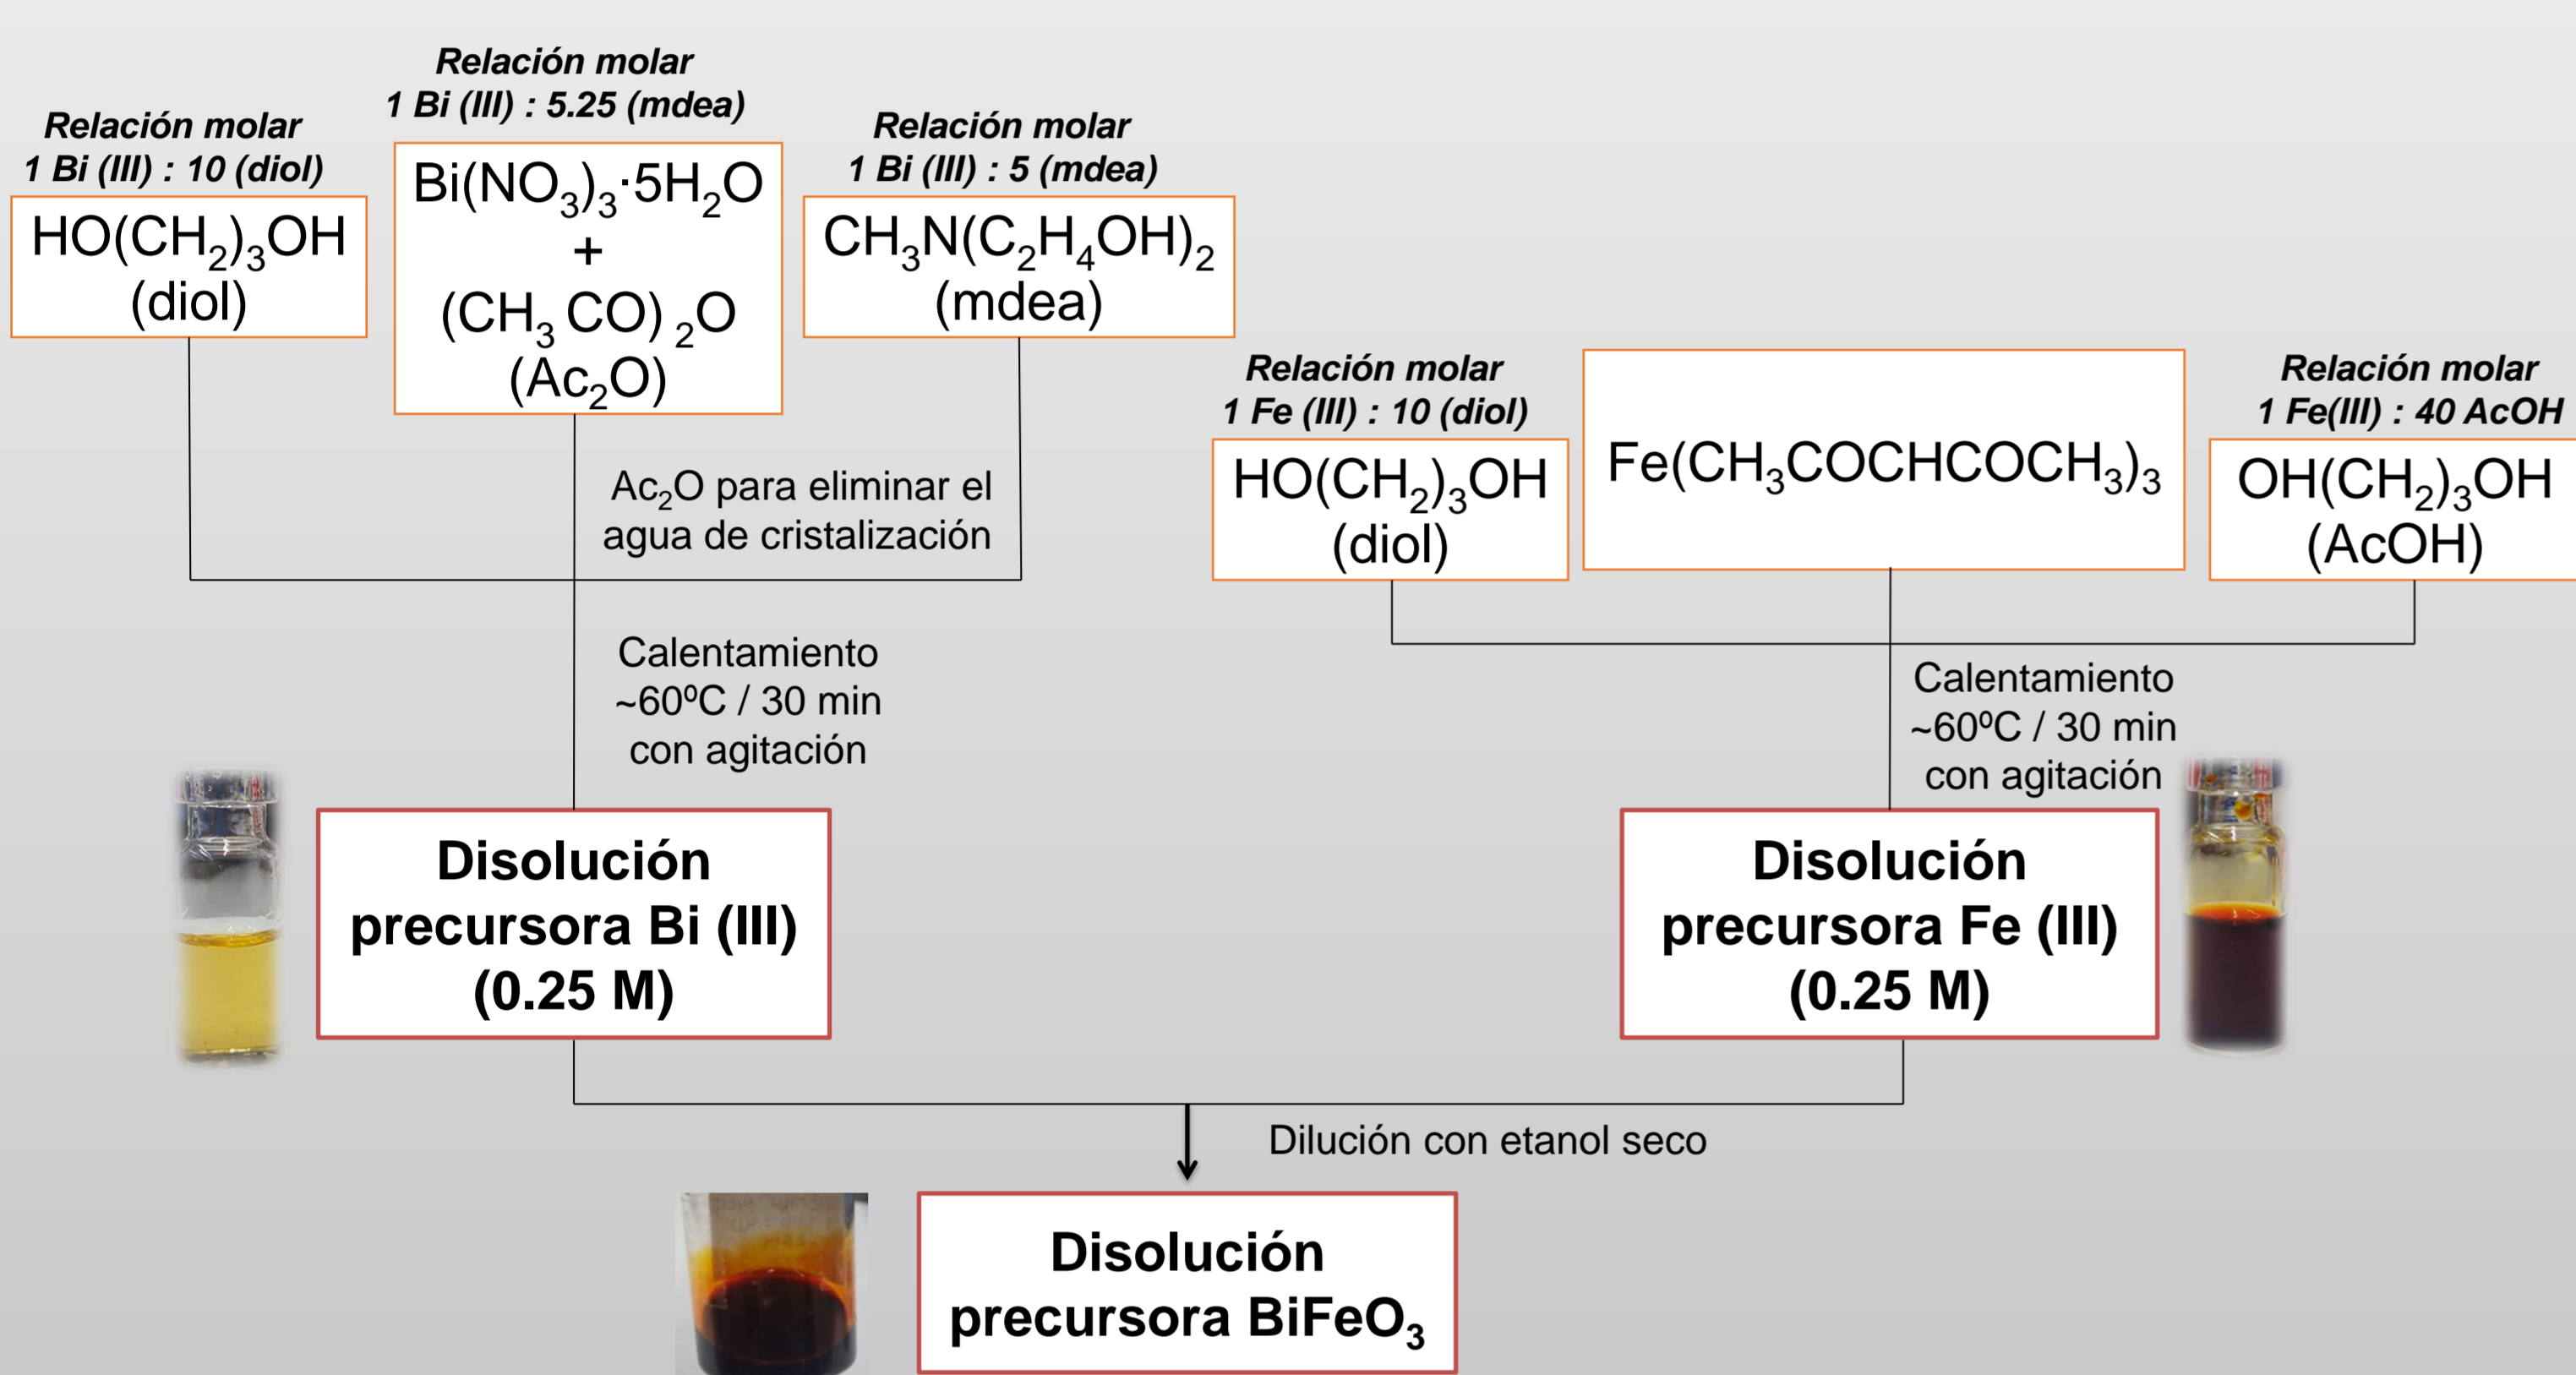 Relación molar
1 Bi (III) : 10 (diol)
HO(CH₂)₃OH
(diol)
Relación molar
1 Bi (III) : 5.25 (mdea)
Bi(NO₃)₃·5H₂O
+
(CH₃ CO) ₂O
(Ac₂O)
Relación molar
1 Bi (III) : 5 (mdea)
CH₃N(C₂H₄OH)₂
(mdea)
Ac₂O para eliminar el
agua de cristalización
Calentamiento
~60ºC / 30 min
con agitación
Disolución
precursora Bi (III)
(0.25 M)
Relación molar
1 Fe (III) : 10 (diol)
HO(CH₂)₃OH
(diol)
Fe(CH₃COCHCOCH₃)₃
Relación molar
1 Fe(III) : 40 AcOH
OH(CH₂)₃OH
(AcOH)
Calentamiento
~60ºC / 30 min
con agitación
Disolución
precursora Fe (III)
(0.25 M)
Dilución con etanol seco
Disolución
precursora BiFeO₃